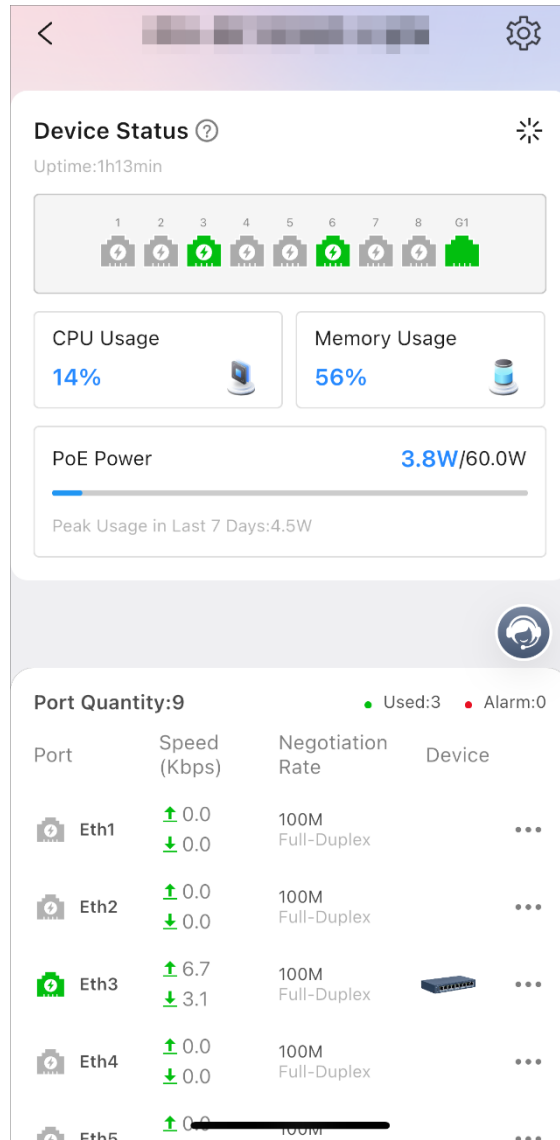 Device Status ?
Uptime:1h13min
1 2 3 4 5 6 7 8 G1
CPU Usage
14%
Memory Usage
56%
PoE Power
3.8W/60.0W
Peak Usage in Last 7 Days:4.5W
Port Quantity:9
Used:3
Alarm:0
Port
Speed
(Kbps)
Negotiation
Rate
Device
Eth1
0.0
0.0
100M
Full-Duplex
Eth2
0.0
0.0
100M
Full-Duplex
Eth3
6.7
3.1
100M
Full-Duplex
Eth4
0.0
0.0
100M
Full-Duplex
Eth5